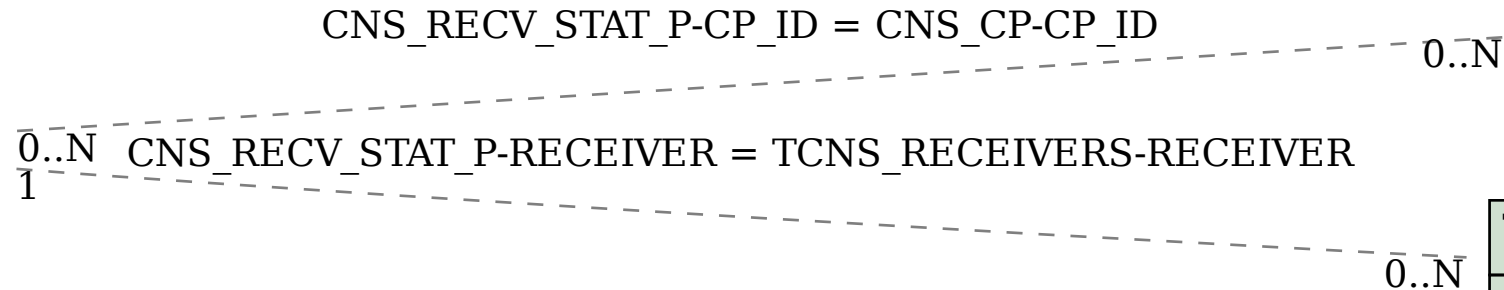 CNS_RECV_STAT_P-CP_ID = CNS_CP-CP_ID
0..N
0..N
CNS_RECV_STAT_P-RECEIVER = TCNS_RECEIVERS-RECEIVER
1
0..N